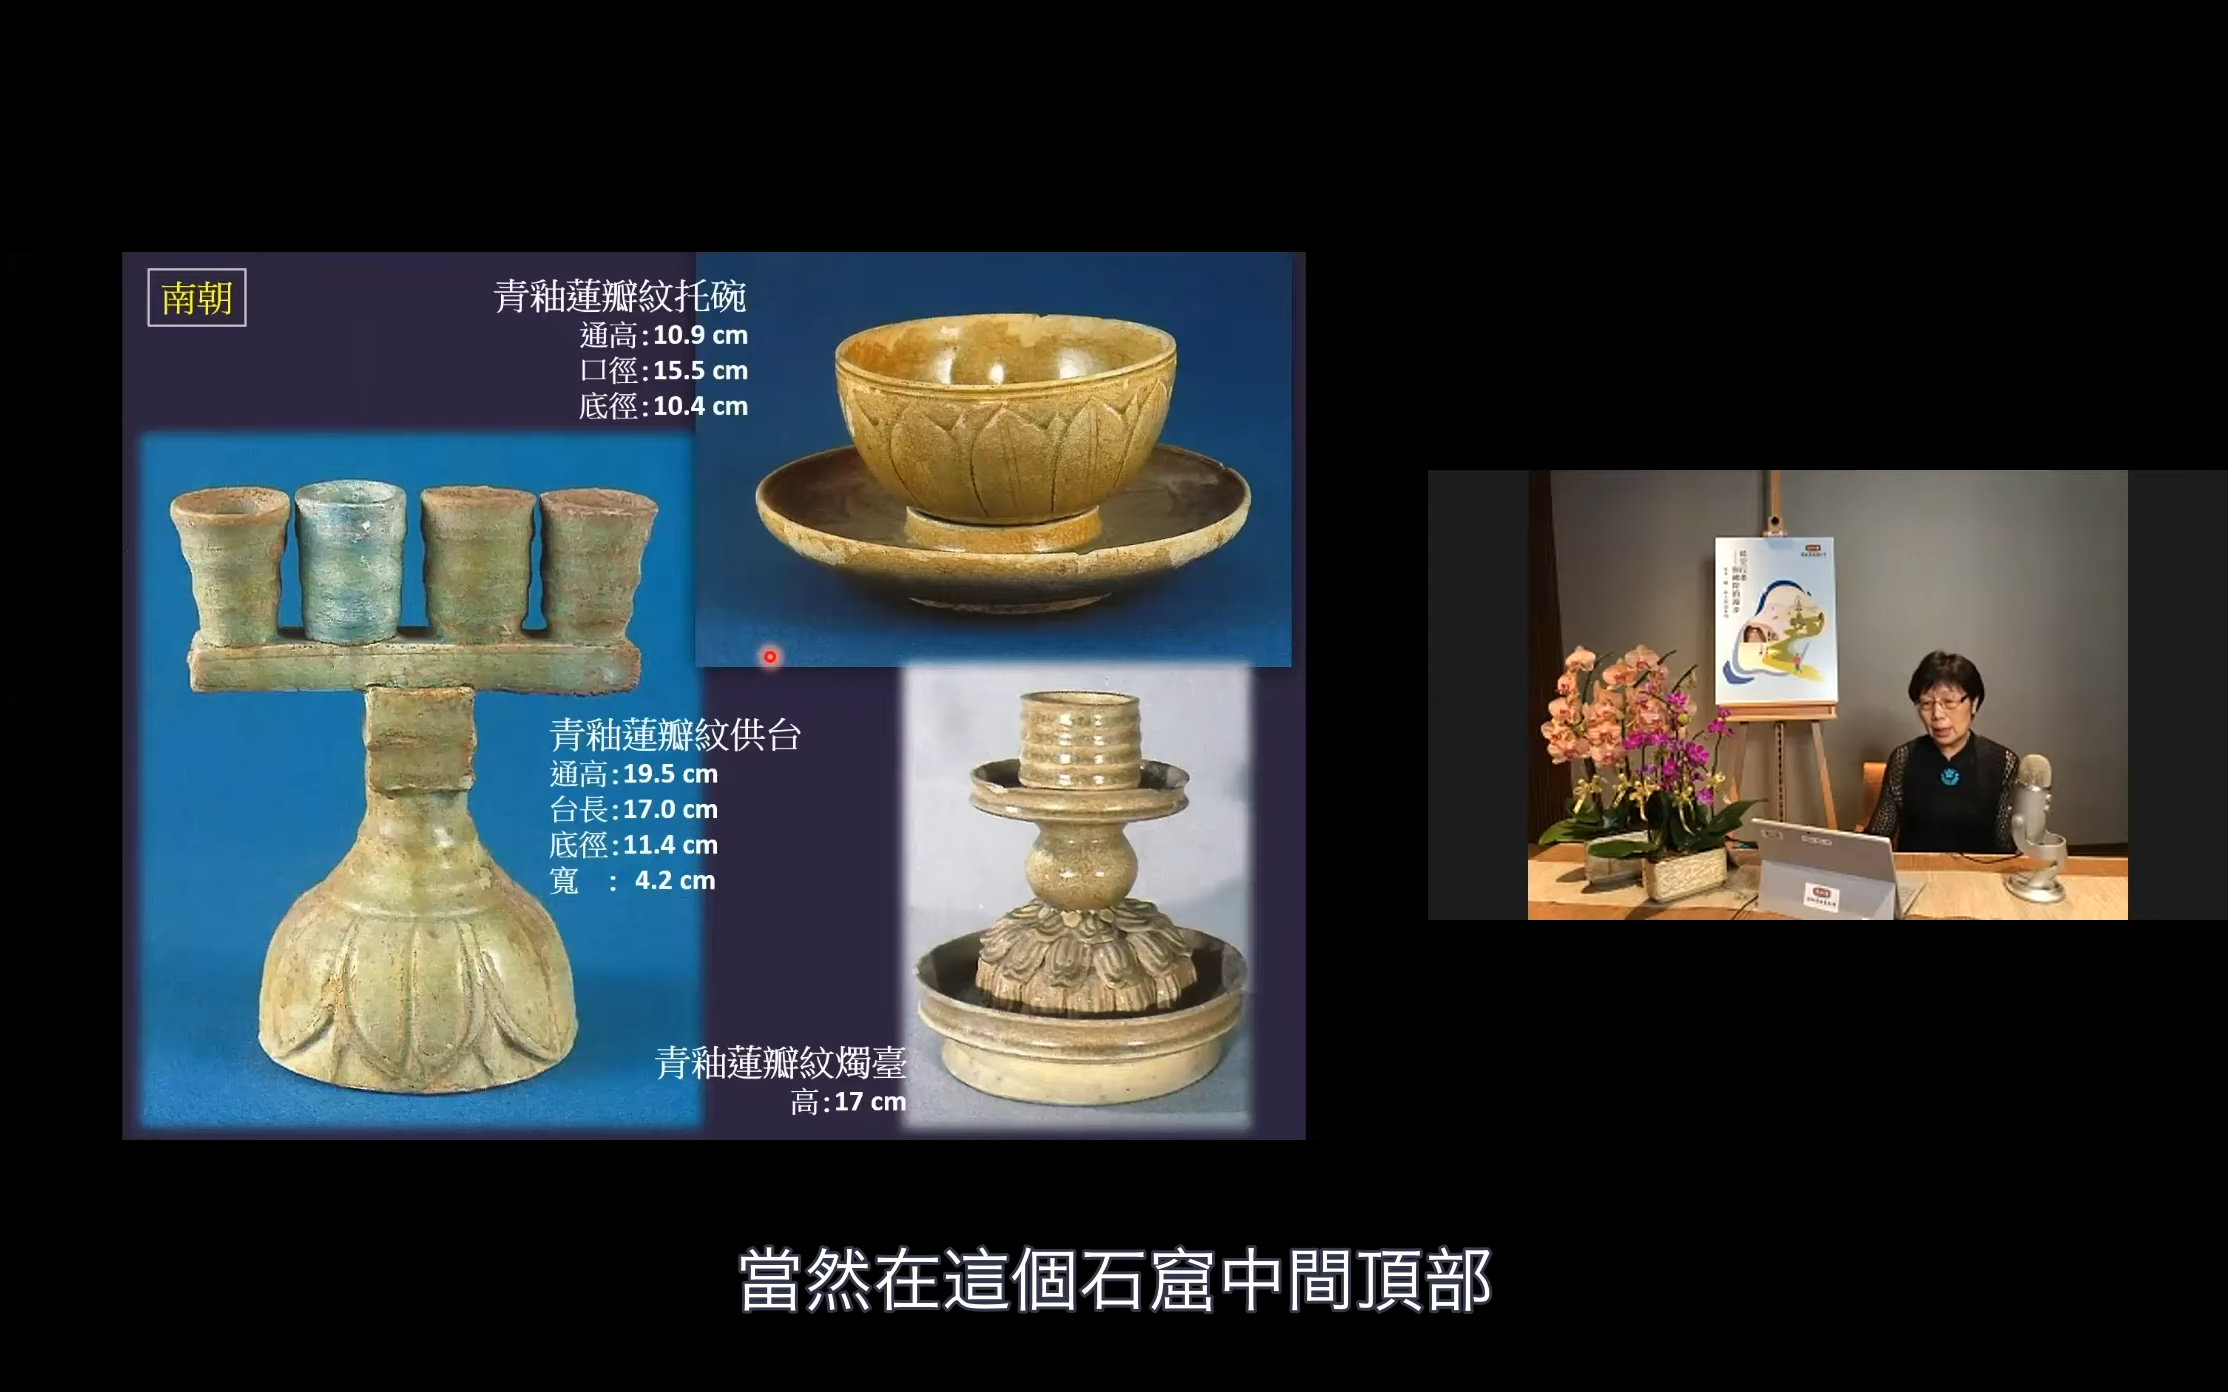 南朝
青釉蓮瓣紋托碗
通高:10.9 cm
口徑:15.5 cm
底徑:10.4 cm
青釉蓮瓣紋供台
通高:19.5 cm
台長:17.0 cm
底徑:11.4 cm
寬 : 4.2 cm
青釉蓮瓣紋燭臺
高:17 cm
當然在這個石窟中間頂部